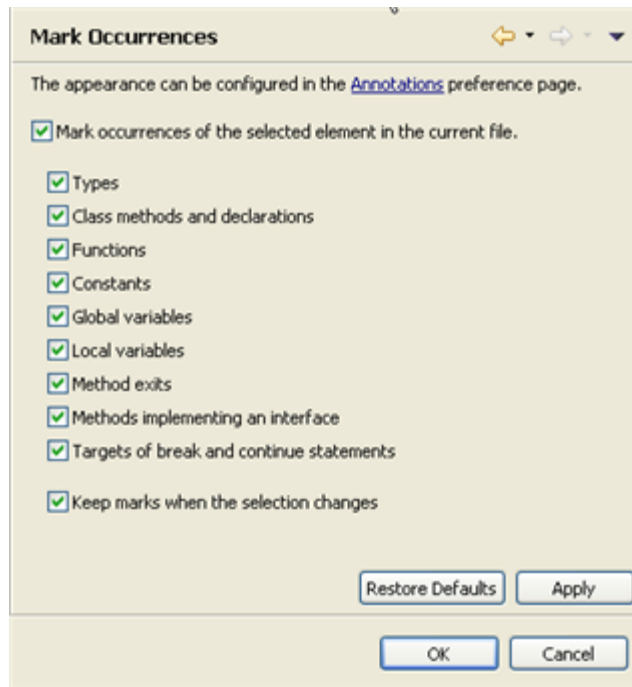 Mark Occurrences
The appearance can be configured in the Annotations preference page.
Mark occurrences of the selected element in the current file.
Types
Class methods and declarations
Functions
Constants
Global variables
Local variables
Method exits
Methods implementing an interface
Targets of break and continue statements
Keep marks when the selection changes
Restore Defaults Apply
OK Cancel